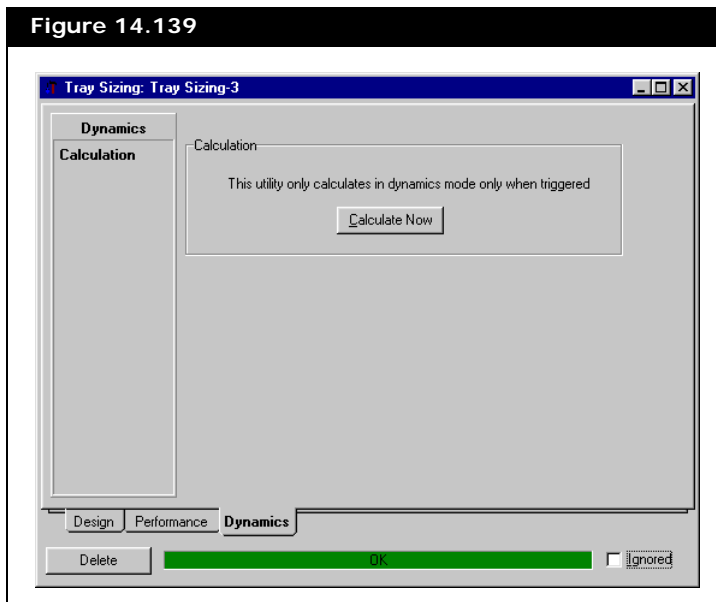 Figure 14.139
Tray Sizing: Tray Sizing-3
Dynamics
Calculation
Calculation
This utility only calculates in dynamics mode only when triggered
Calculate Now
Design Performance Dynamics
Delete OK Ignored